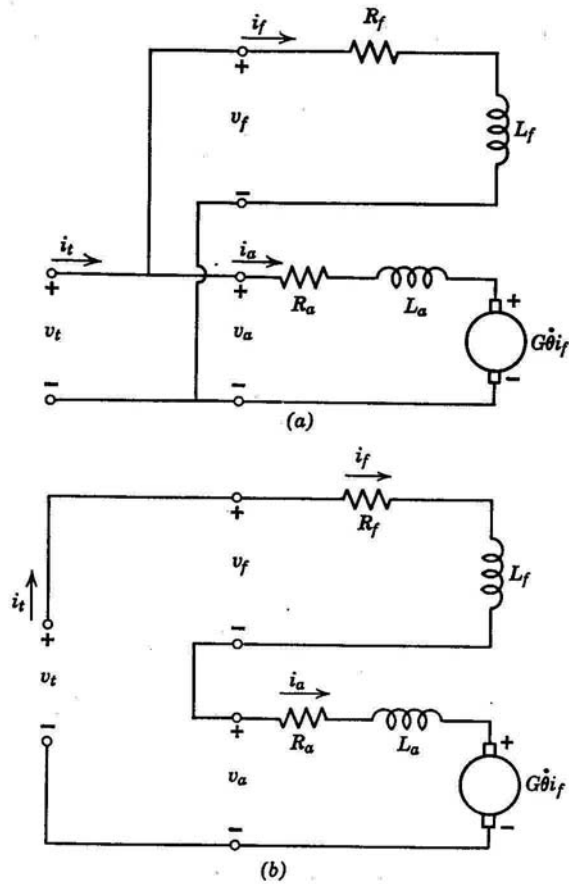 i_f R_f
+
v_f L_f
−
i_t i_a
+ + R_a L_a +
v_t v_a Gθ̇i_f
− − −
(a)
i_f
+ R_f
v_f L_f
i_t
+ −
v_t i_a
+ R_a L_a +
− v_a Gθ̇i_f
− −
(b)